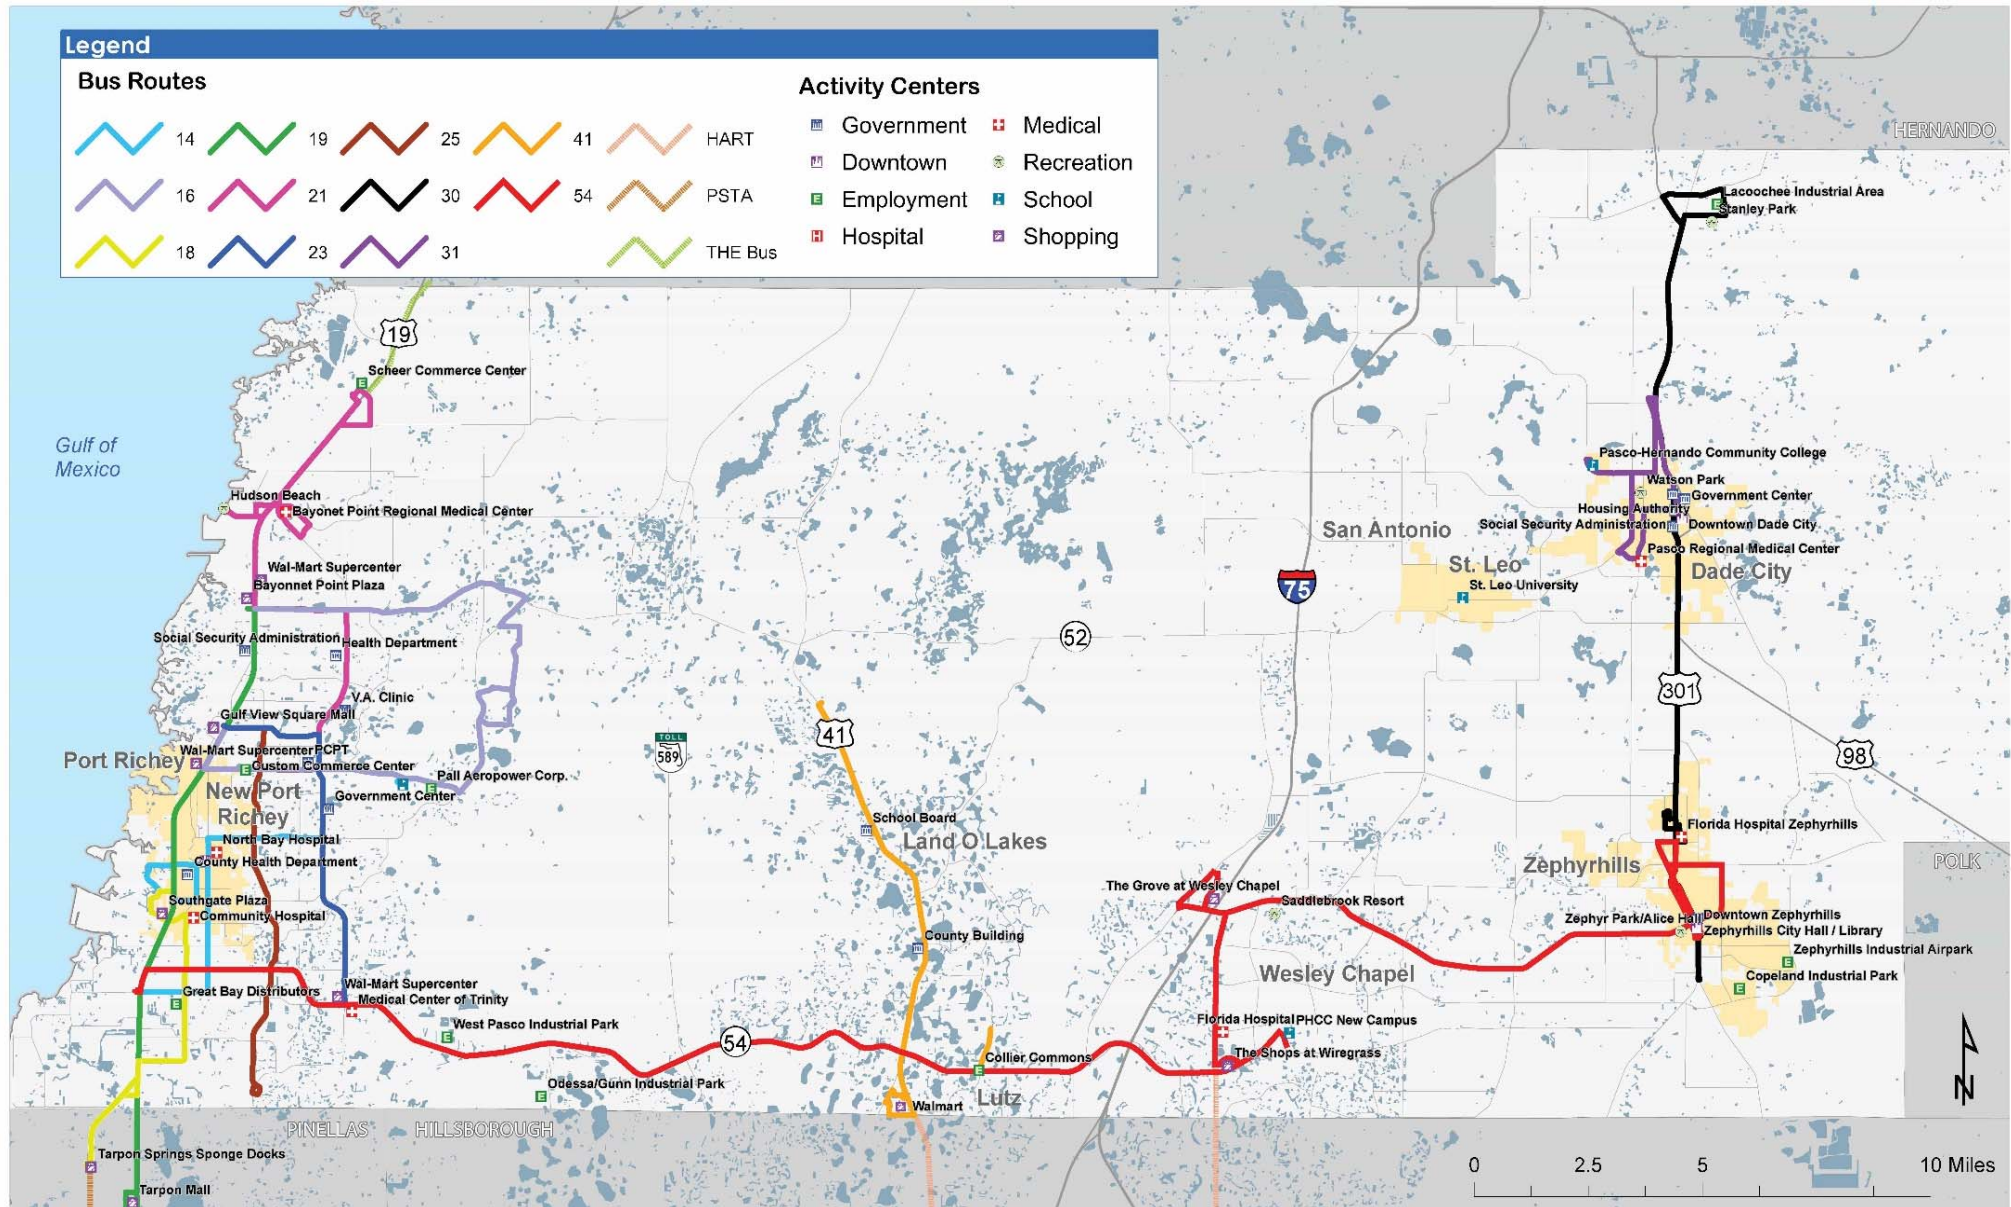 Legend
Bus Routes
14
19
25
41
HART
16
21
30
54
PSTA
18
23
31
THE Bus
Activity Centers
Government
Medical
Downtown
Recreation
Employment
School
Hospital
Shopping
HERNANDO
Lacoochee Industrial Area
Stanley Park
19
Scheer Commerce Center
Gulf of
Mexico
Hudson Beach
Bayonet Point Regional Medical Center
Wal-Mart Supercenter
Bayonnet Point Plaza
Social Security Administration
Health Department
V.A. Clinic
Gulf View Square Mall
Wal-Mart Supercenter
PCPT
Port Richey
Custom Commerce Center
Pall Aeropower Corp.
New Port
Richey
Government Center
North Bay Hospital
County Health Department
Southgate Plaza
Community Hospital
Great Bay Distributors
Wal-Mart Supercenter
Medical Center of Trinity
West Pasco Industrial Park
Odessa/Gunn Industrial Park
TOLL
589
41
School Board
Land O Lakes
County Building
54
Collier Commons
Walmart
Lutz
52
75
San Antonio
St. Leo
St. Leo University
Pasco-Hernando Community College
Watson Park
Government Center
Housing Authority
Social Security Administration
Downtown Dade City
Pasco Regional Medical Center
Dade City
301
98
Florida Hospital Zephyrhills
Zephyrhills
POLK
The Grove at Wesley Chapel
Saddlebrook Resort
Zephyr Park/Alice Hall
Downtown Zephyrhills
Zephyrhills City Hall / Library
Zephyrhills Industrial Airpark
Copeland Industrial Park
Wesley Chapel
Florida Hospital
PHCC New Campus
The Shops at Wiregrass
PINELLAS
HILLSBOROUGH
Tarpon Springs Sponge Docks
Tarpon Mall
N
0 2.5 5 10 Miles